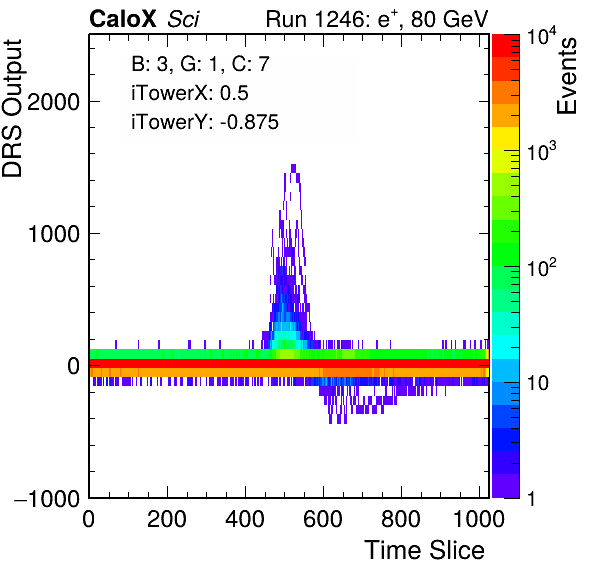 CaloX Sci Run 1246: e+, 80 GeV
B: 3, G: 1, C: 7
iTowerX: 0.5
iTowerY: -0.875
DRS Output
2000
1000
0
−1000
0 200 400 600 800 1000
Time Slice
Events
10^4
10^3
10^2
10
1